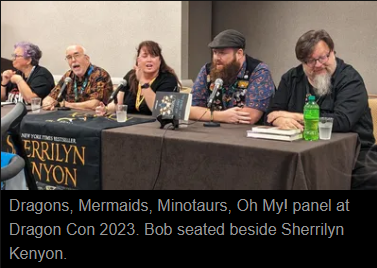 NEW YORK TIMES BESTSELLER
SHERRILYN
KENYON
Dragons, Mermaids, Minotaurs, Oh My! panel at
Dragon Con 2023. Bob seated beside Sherrilyn
Kenyon.